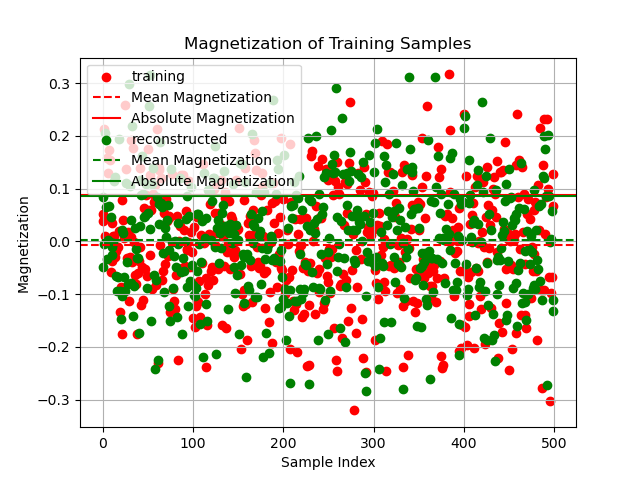 Magnetization of Training Samples
training
Mean Magnetization
Absolute Magnetization
reconstructed
Mean Magnetization
Absolute Magnetization
Magnetization
0.3
0.2
0.1
0.0
−0.1
−0.2
−0.3
0
100
200
300
400
500
Sample Index